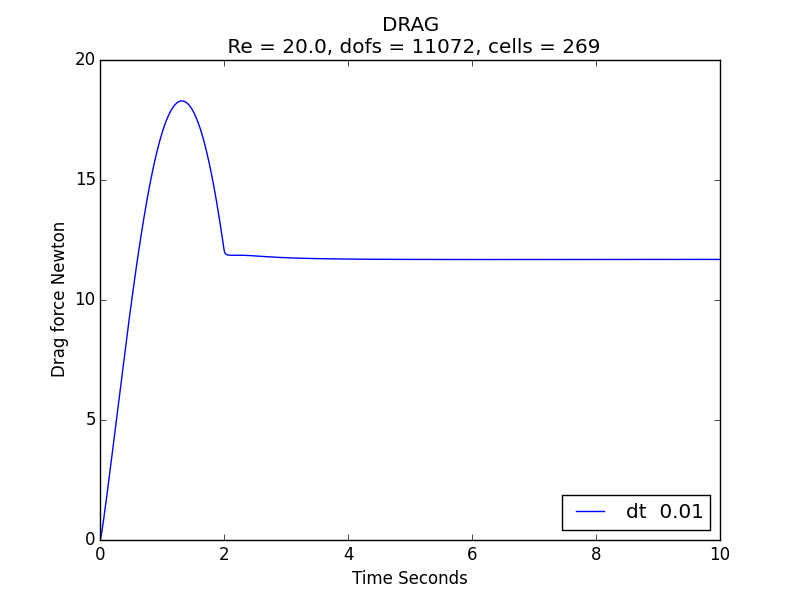 DRAG
Re = 20.0, dofs = 11072, cells = 269
20
15
10
5
0
Drag force Newton
dt  0.01
0 2 4 6 8 10
Time Seconds